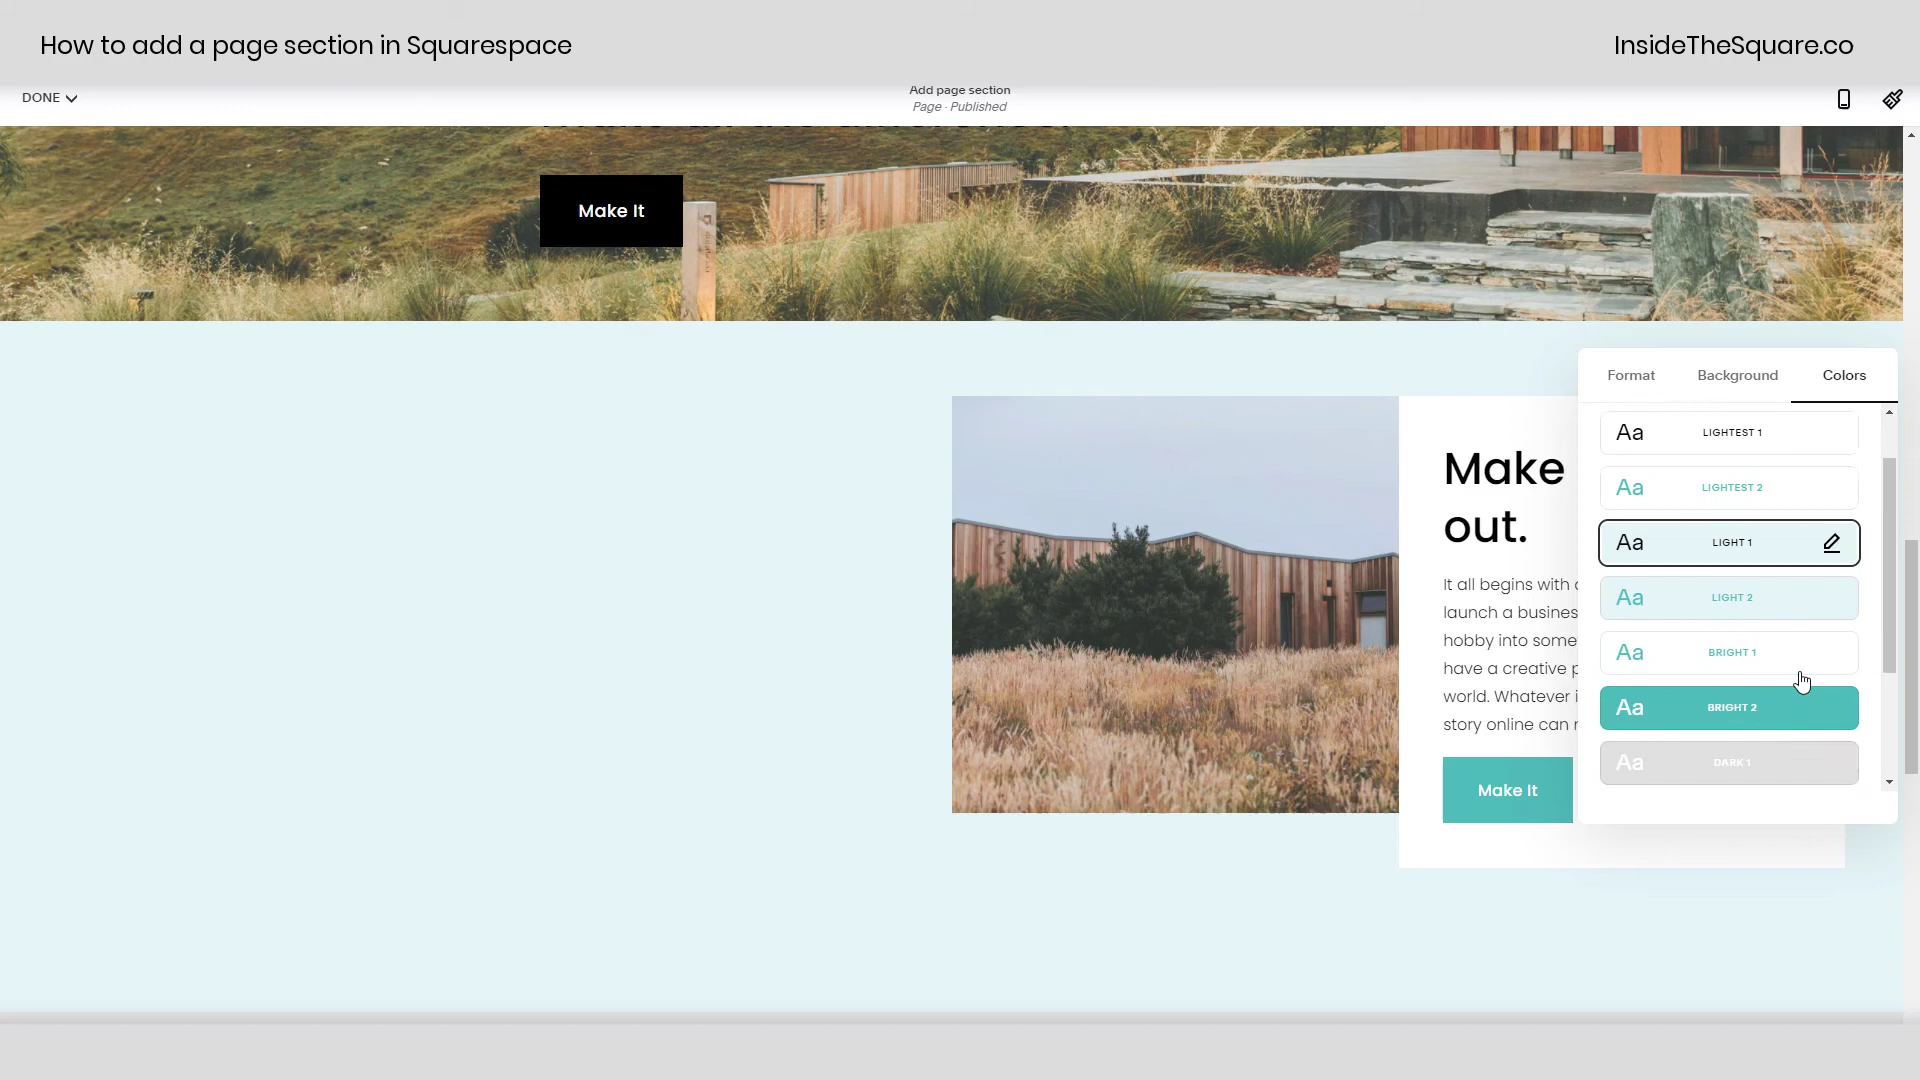 How to add a page section in Squarespace
InsideTheSquare.co
DONE
Add page section
Page · Published
Make It
Format
Background
Colors
Aa LIGHTEST 1
Aa LIGHTEST 2
Aa LIGHT 1
Aa LIGHT 2
Aa BRIGHT 1
Aa BRIGHT 2
Aa DARK 1
Make
out.
It all begins with
launch a busines
hobby into some
have a creative p
world. Whatever i
story online can
Make It